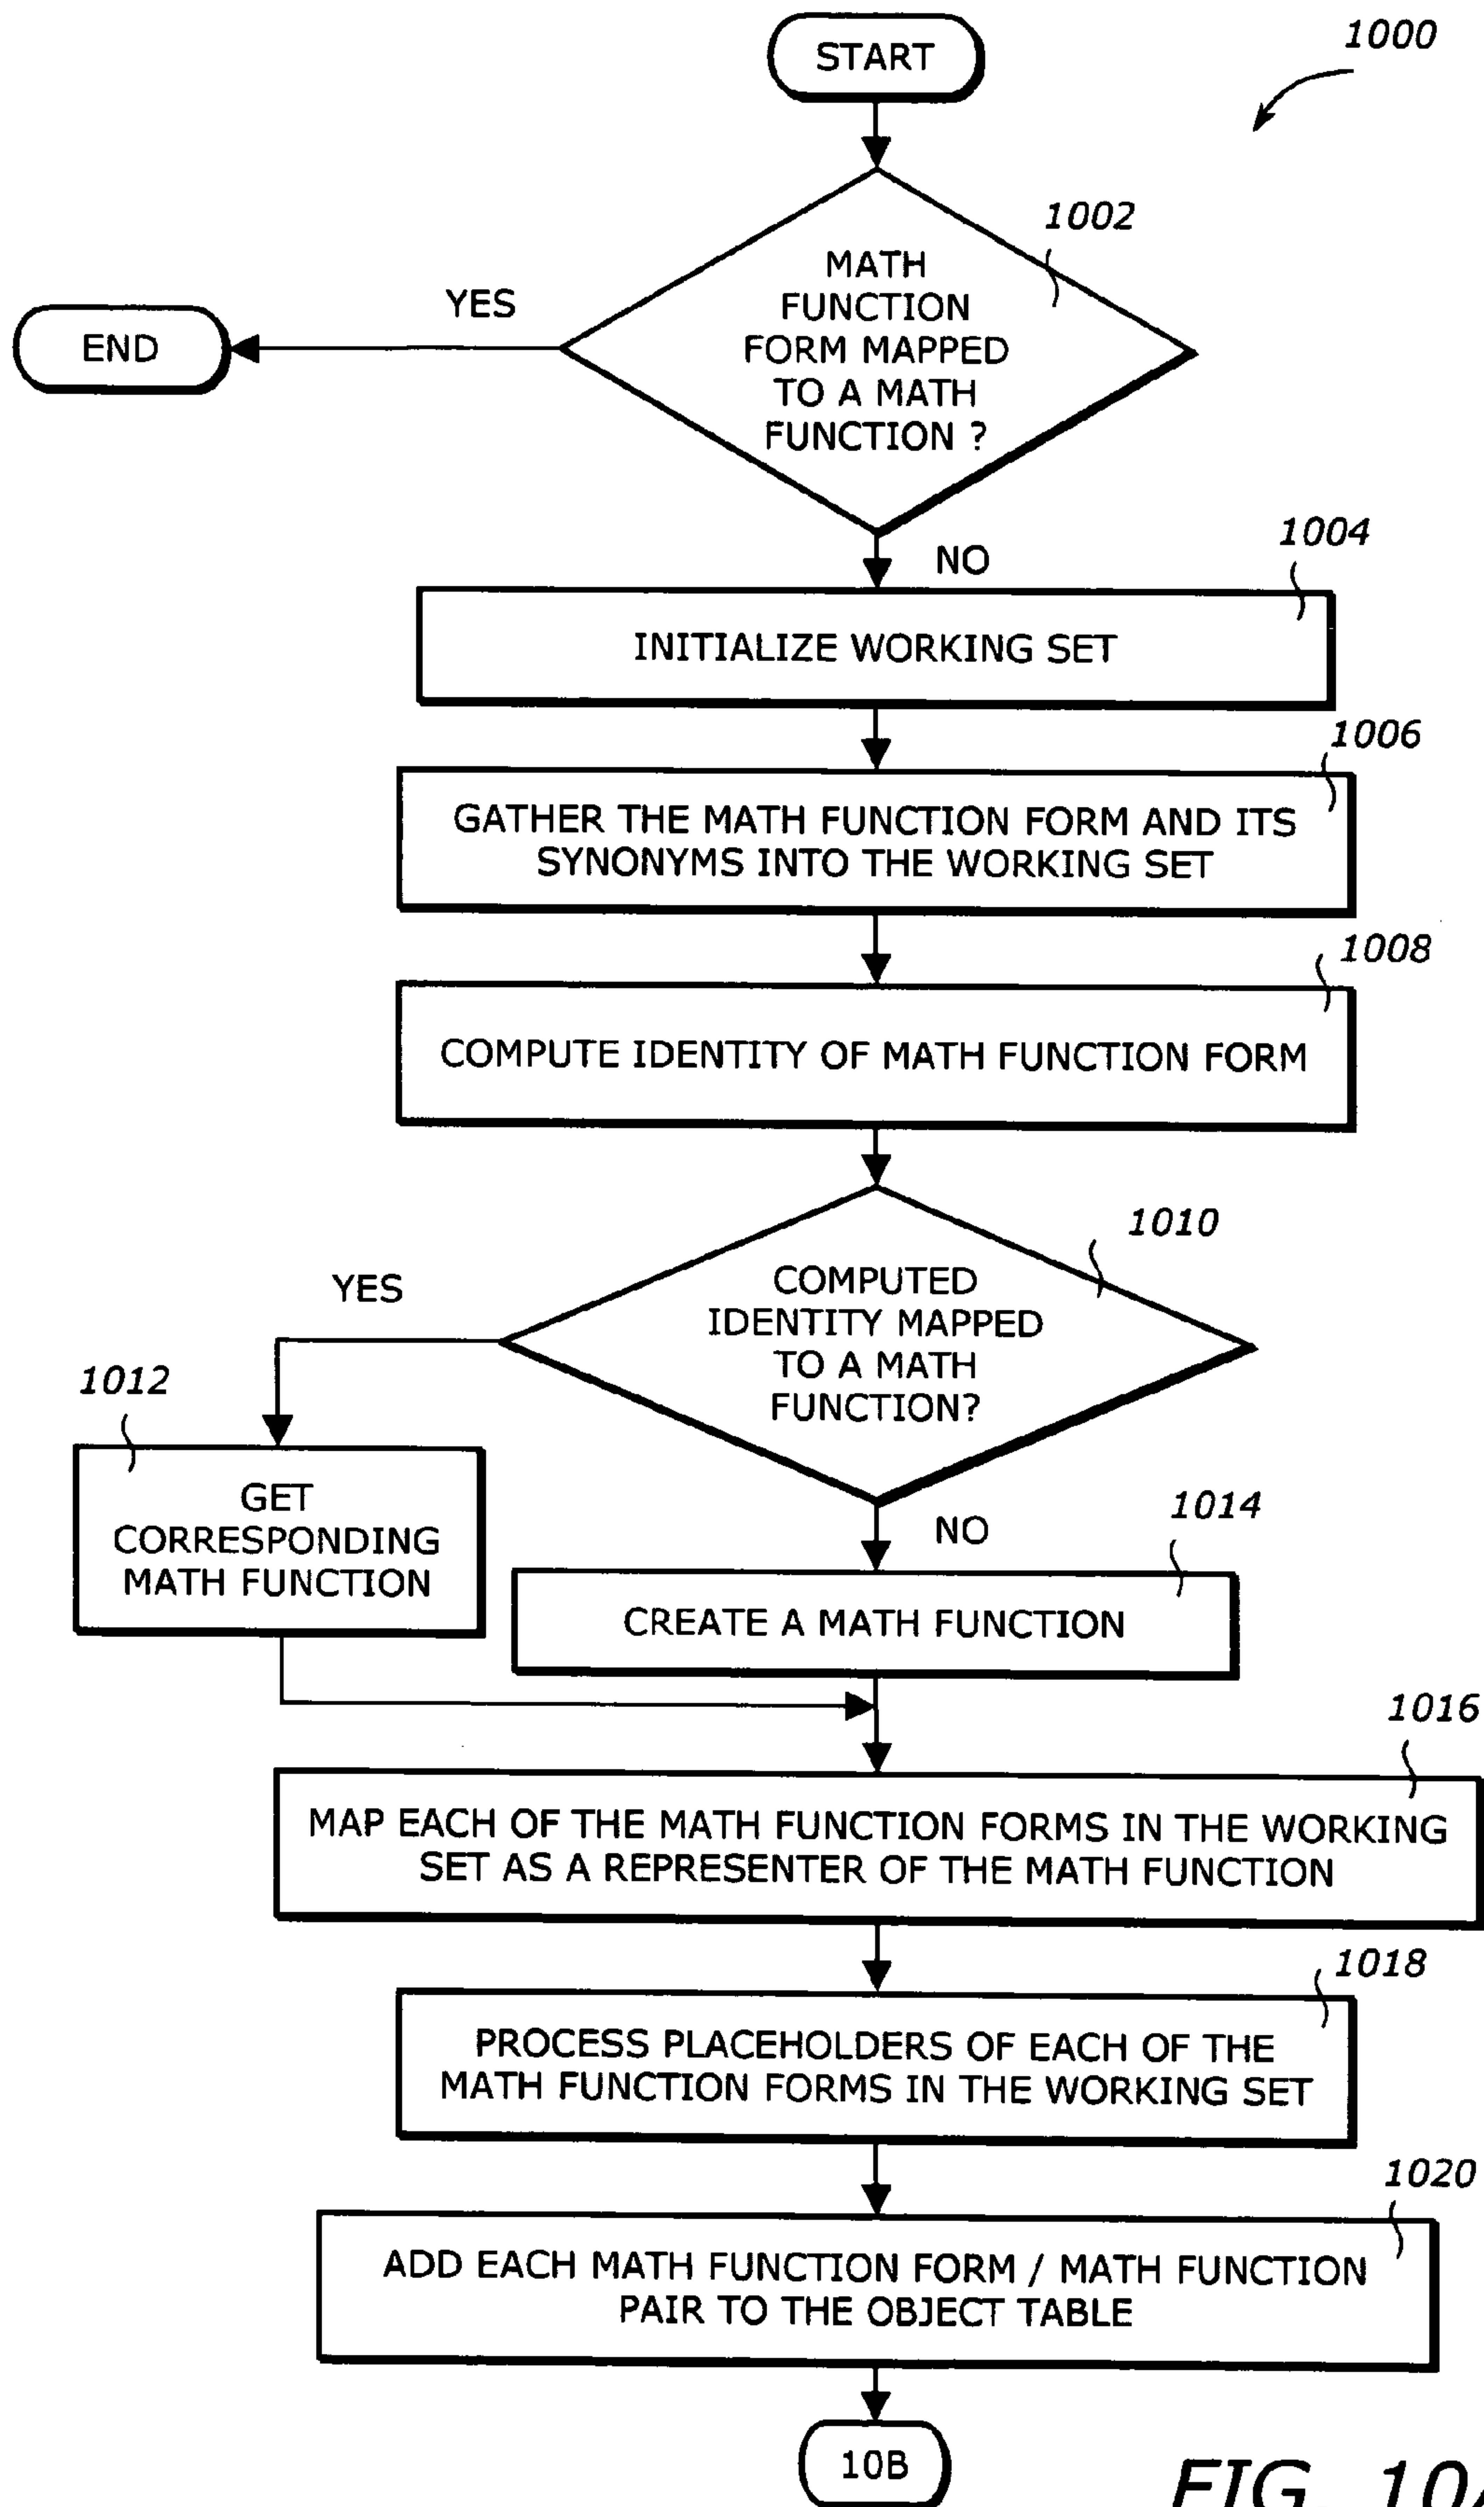 START
1000
1002
MATH
FUNCTION
FORM MAPPED
TO A MATH
FUNCTION ?
YES
END
NO
1004
INITIALIZE WORKING SET
1006
GATHER THE MATH FUNCTION FORM AND ITS
SYNONYMS INTO THE WORKING SET
1008
COMPUTE IDENTITY OF MATH FUNCTION FORM
1010
COMPUTED
IDENTITY MAPPED
TO A MATH
FUNCTION?
YES
1012
GET
CORRESPONDING
MATH FUNCTION
NO
1014
CREATE A MATH FUNCTION
1016
MAP EACH OF THE MATH FUNCTION FORMS IN THE WORKING
SET AS A REPRESENTER OF THE MATH FUNCTION
1018
PROCESS PLACEHOLDERS OF EACH OF THE
MATH FUNCTION FORMS IN THE WORKING SET
1020
ADD EACH MATH FUNCTION FORM / MATH FUNCTION
PAIR TO THE OBJECT TABLE
10B
FIG.